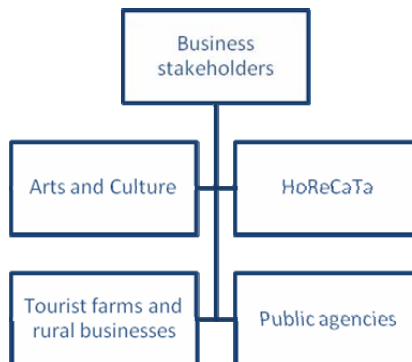 Business
stakeholders
Arts and Culture
HoReCaTa
Tourist farms and
rural businesses
Public agencies